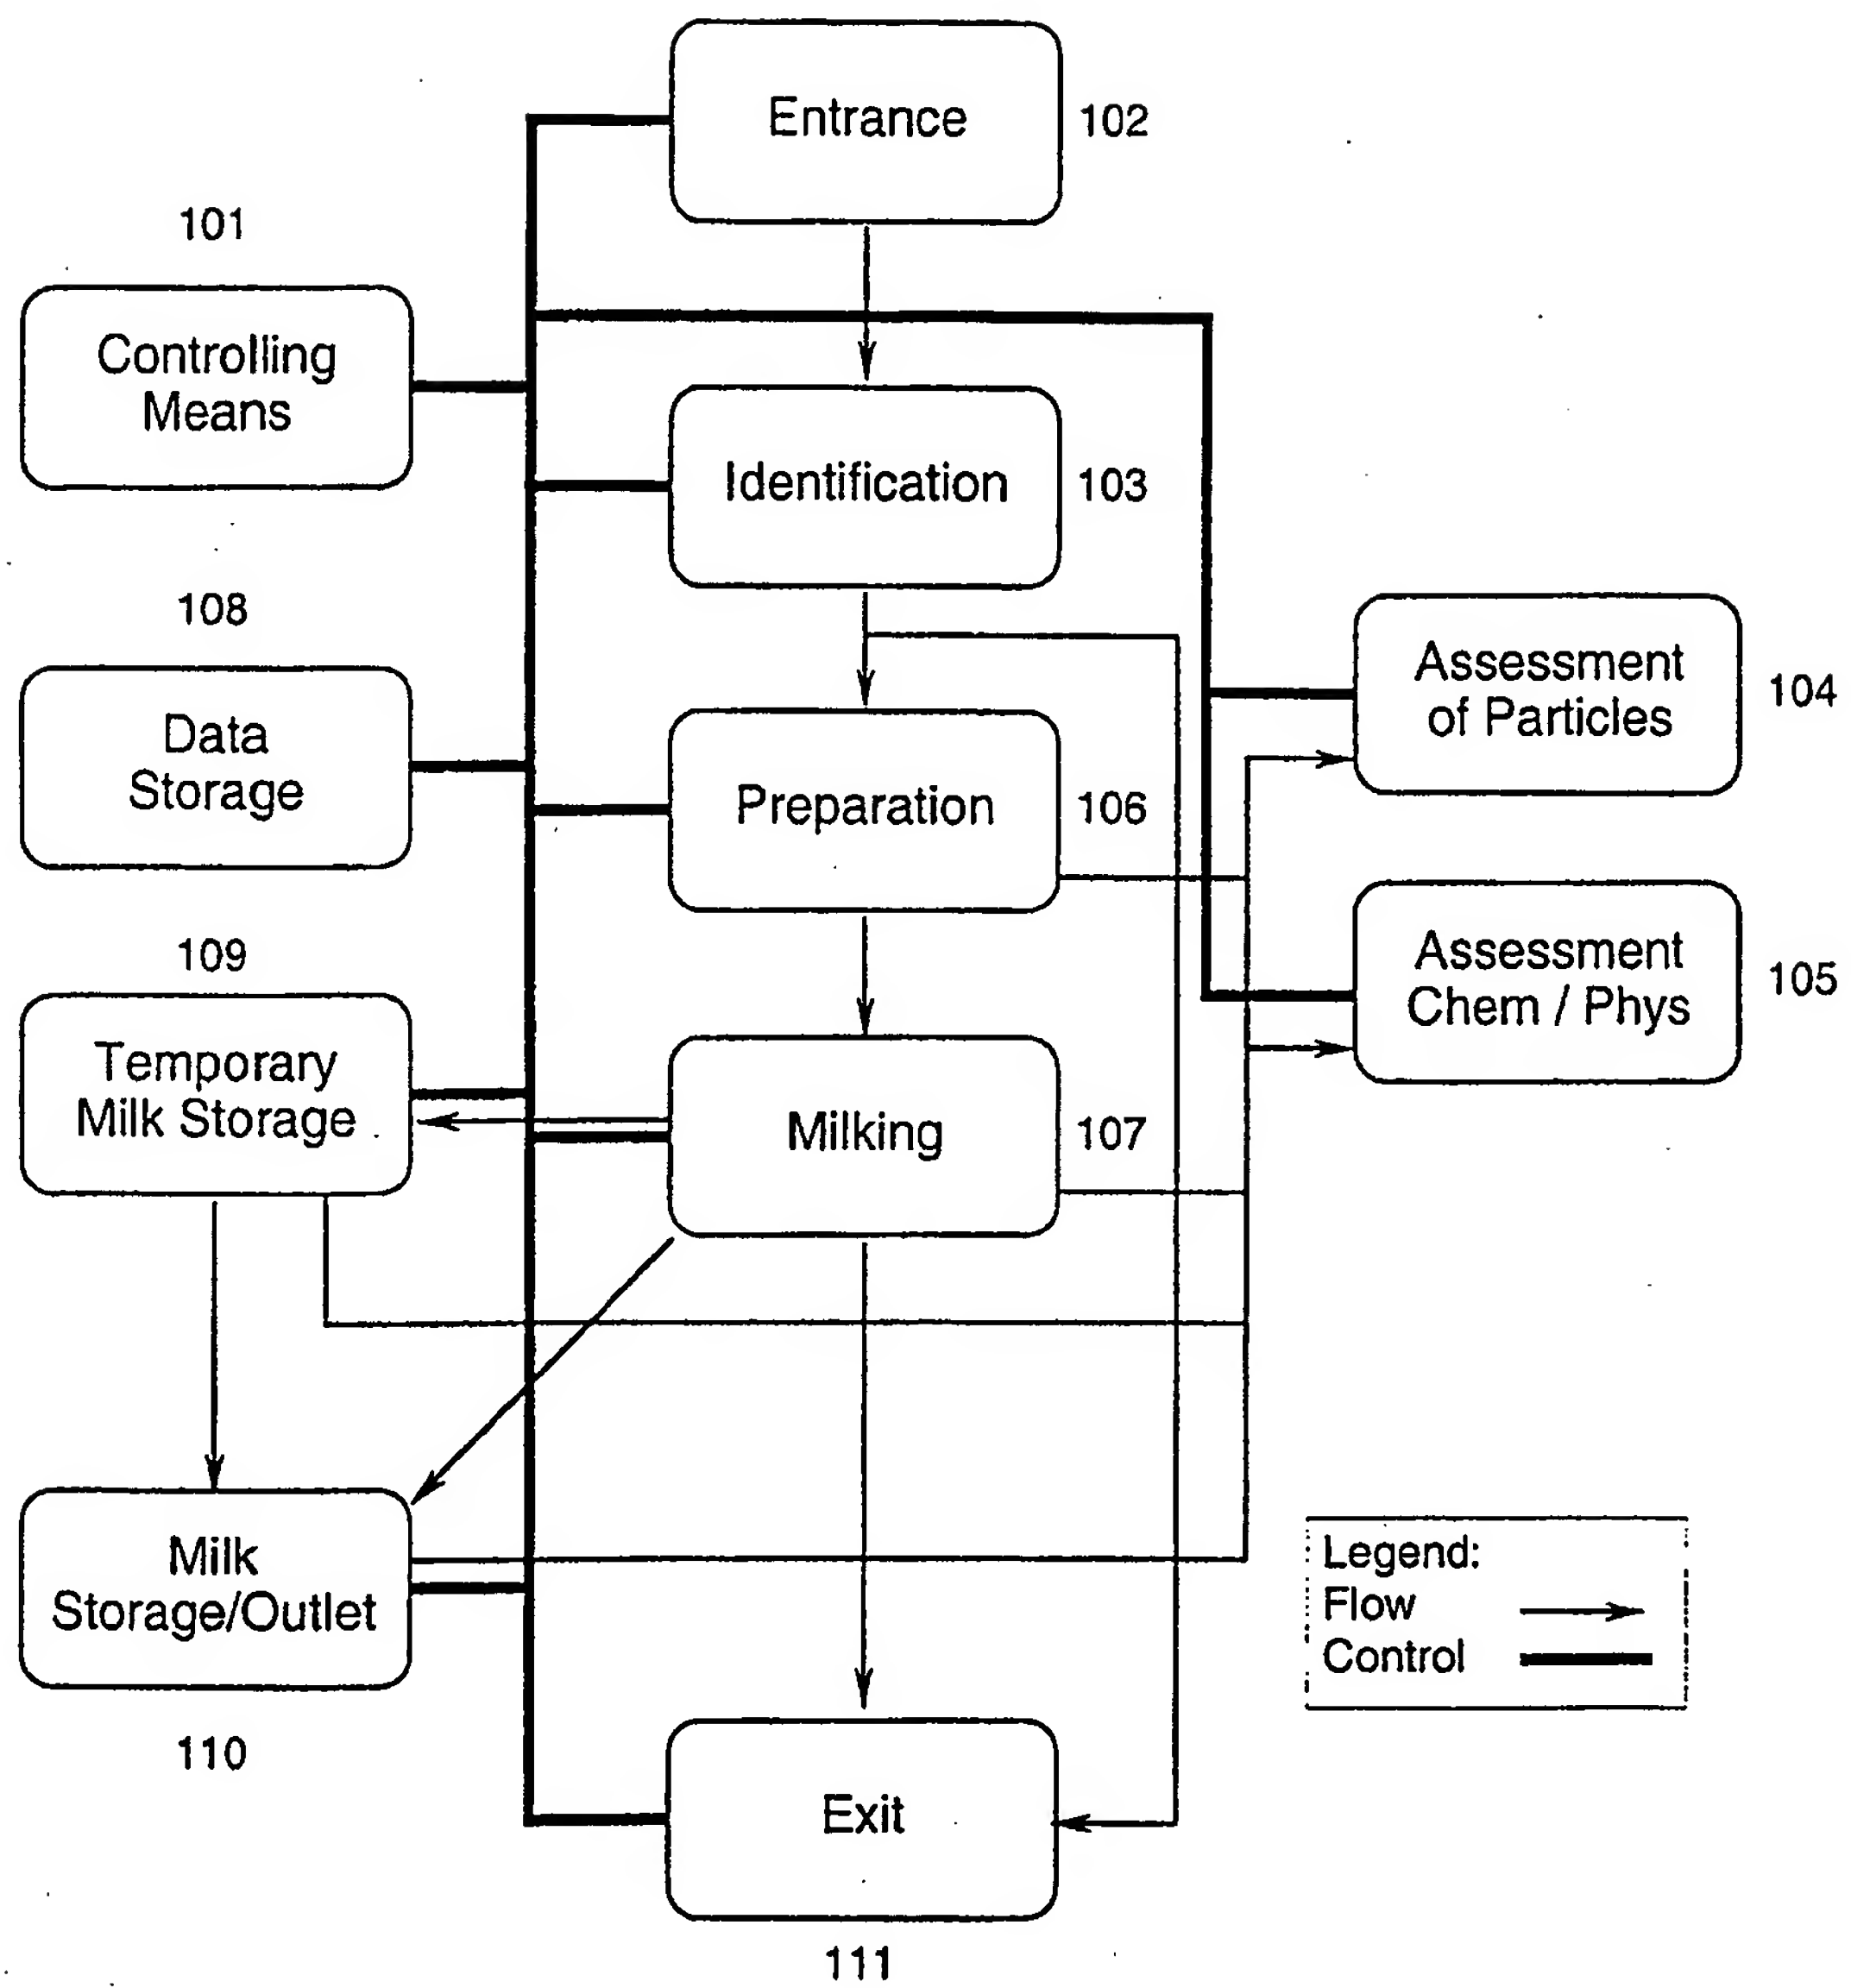 Entrance
102
101
Controlling
Means
Identification
103
108
Data
Storage
Assessment
of Particles
104
Preparation
106
109
Assessment
Chem / Phys
105
Temporary
Milk Storage
Milking
107
Milk
Storage/Outlet
110
Legend:
Flow
Control
Exit
111